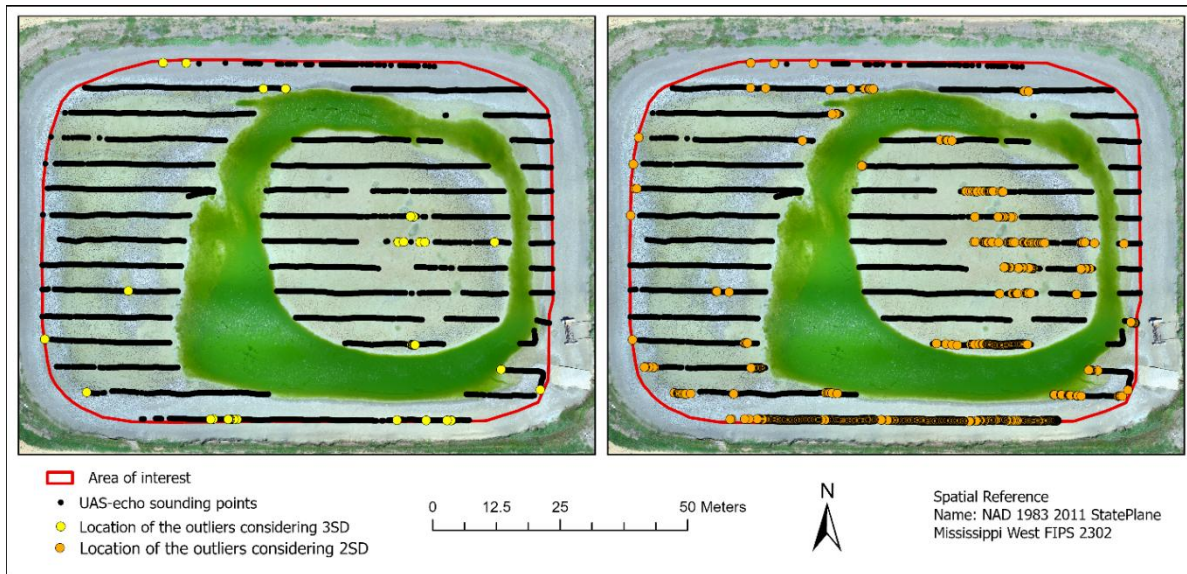 Area of interest
UAS-echo sounding points
Location of the outliers considering 3SD
Location of the outliers considering 2SD
0 12.5 25 50 Meters
N
Spatial Reference
Name: NAD 1983 2011 StatePlane
Mississippi West FIPS 2302